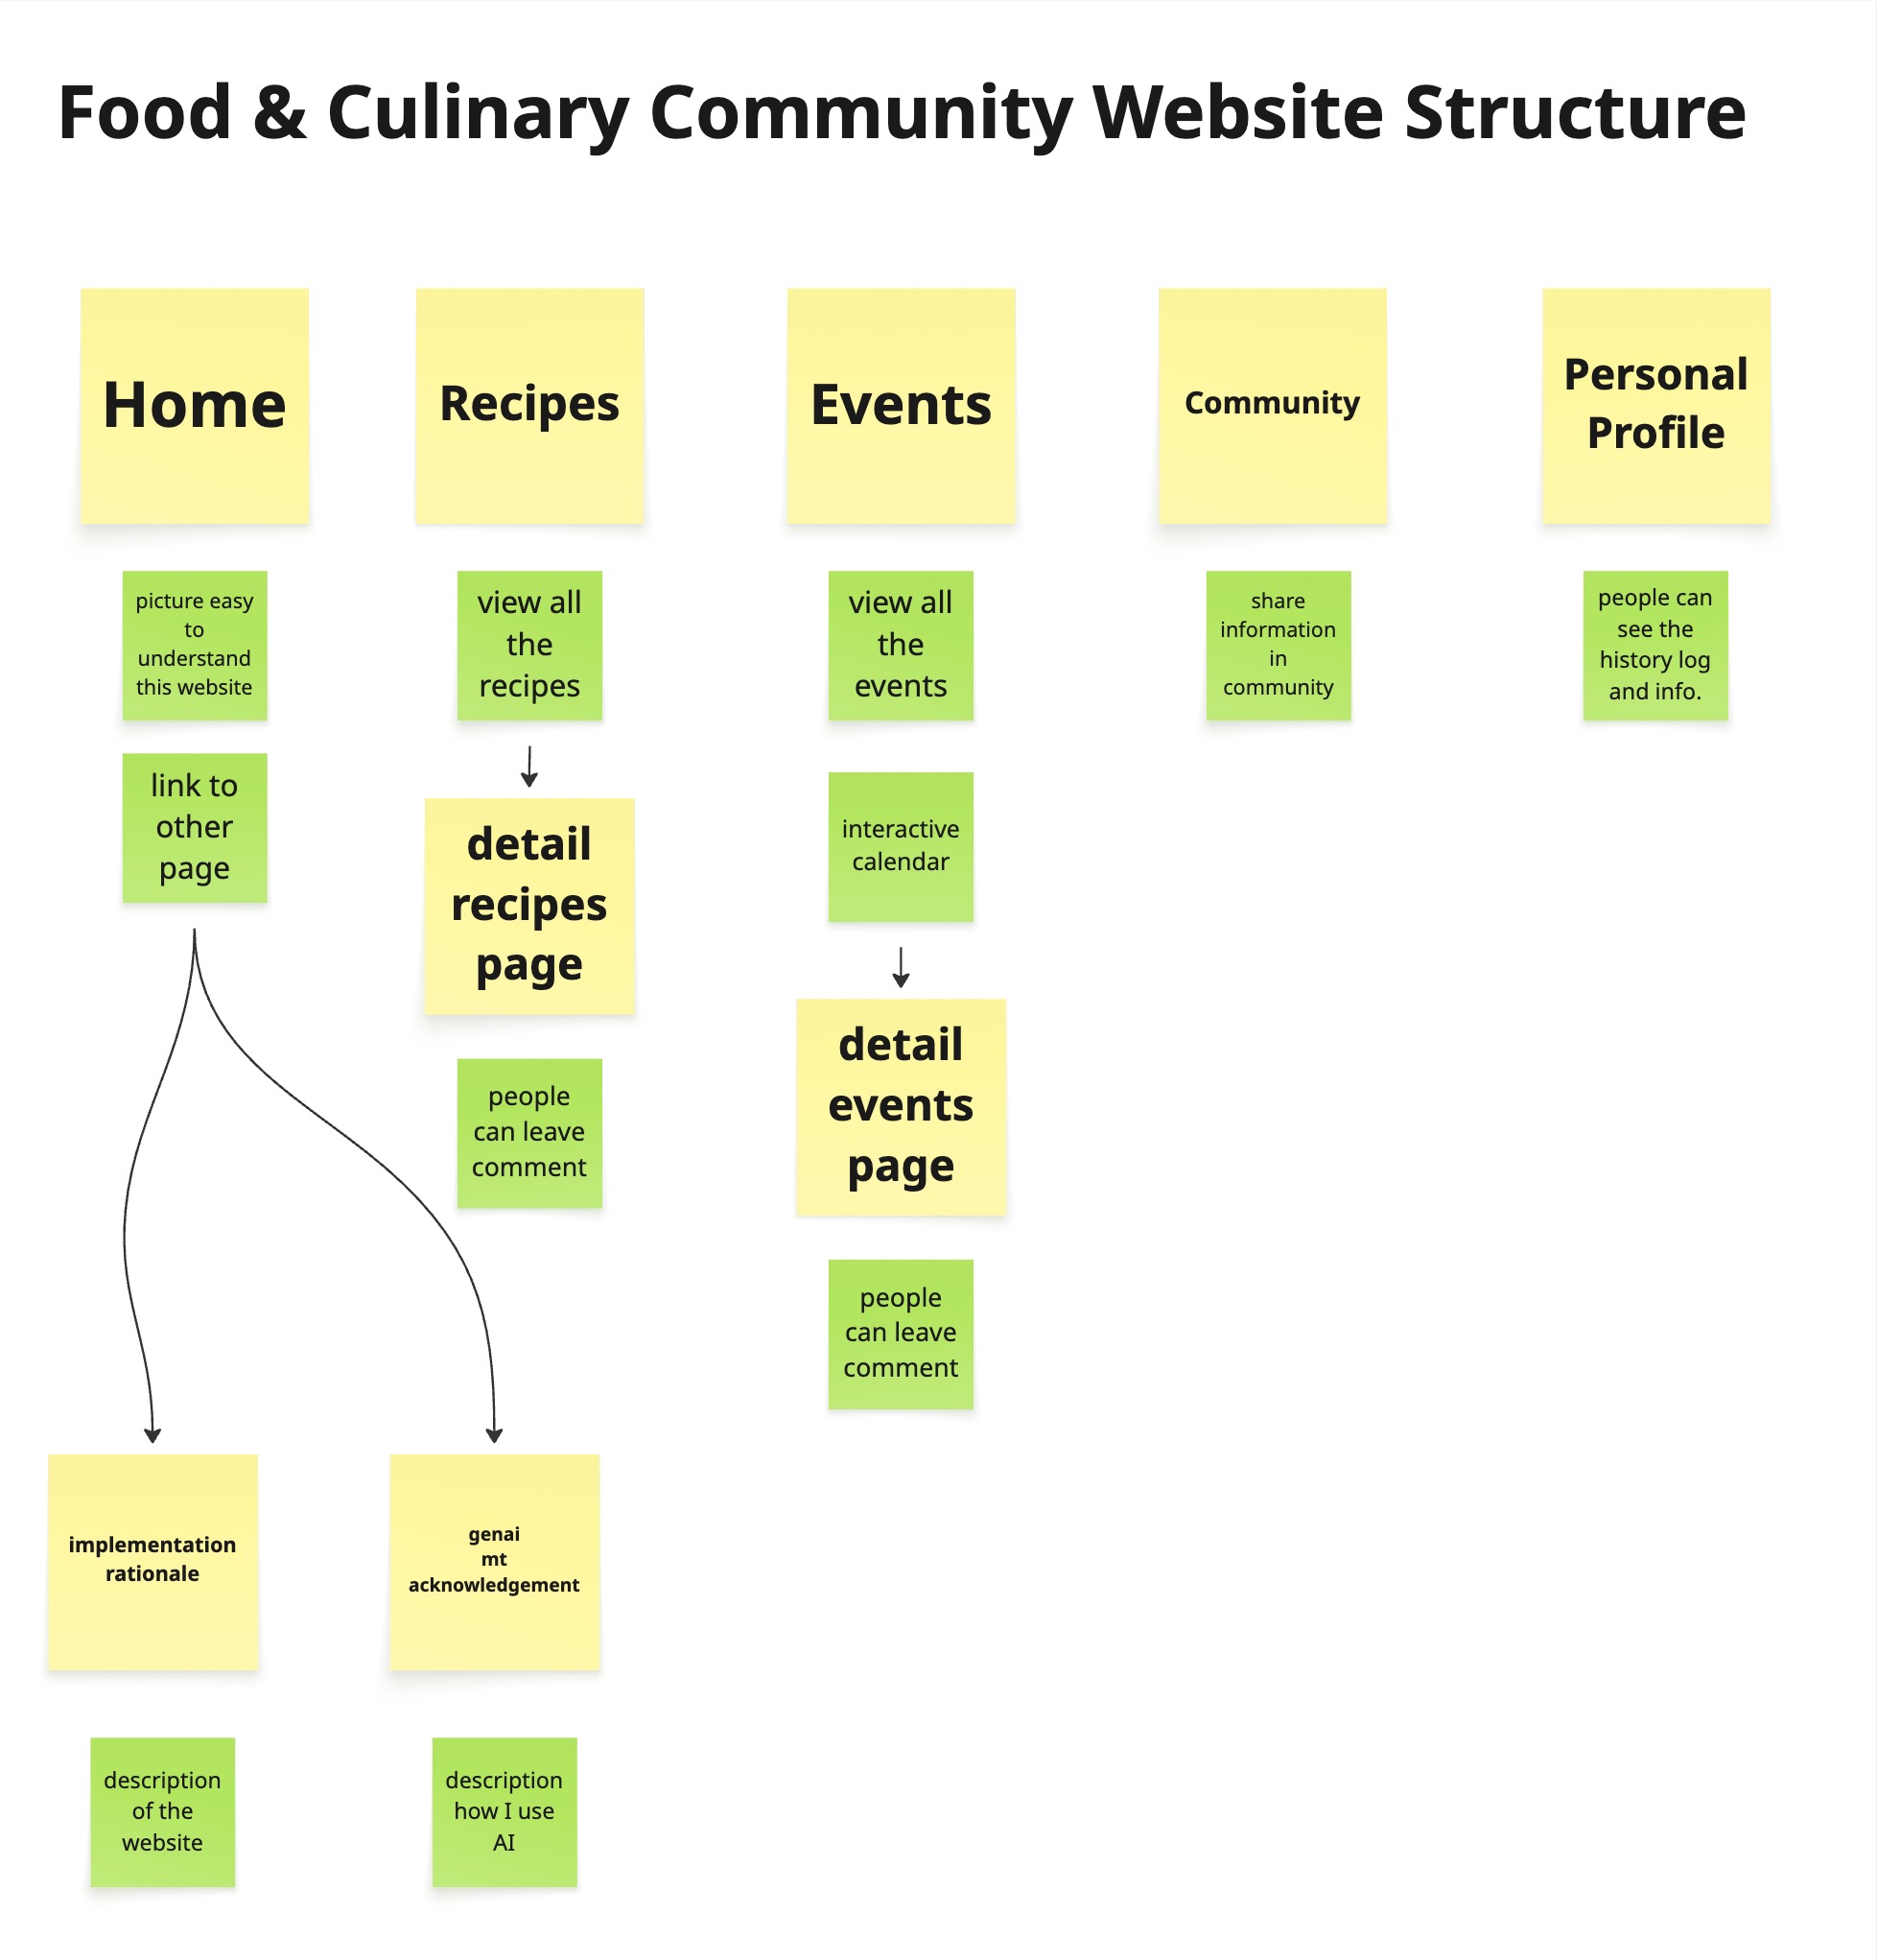 Food & Culinary Community Website Structure
Home
Recipes
Events
Community
Personal
Profile
picture easy
to
understand
this website
view all
the
recipes
view all
the
events
share
information
in
community
people can
see the
history log
and info.
link to
other
page
detail
recipes
page
interactive
calendar
people
can leave
comment
detail
events
page
people
can leave
comment
implementation
rationale
genai
mt
acknowledgement
description
of the
website
description
how I use
AI